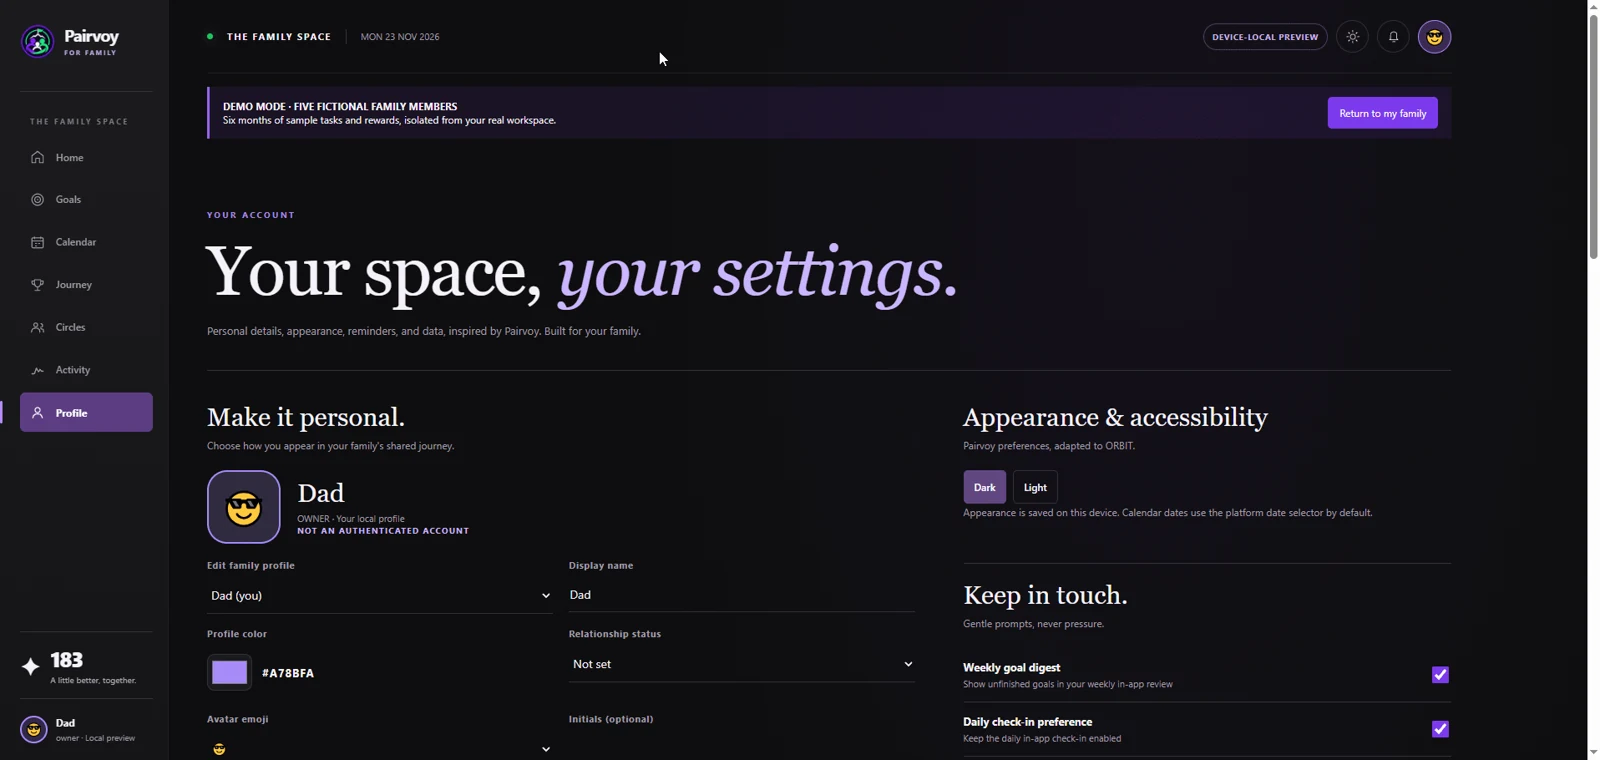 Pairvoy
FOR FAMILY
THE FAMILY SPACE
Home
Goals
Calendar
Journey
Circles
Activity
Profile
183
A little better, together.
Dad
owner · Local preview
THE FAMILY SPACE
MON 23 NOV 2026
DEVICE-LOCAL PREVIEW
DEMO MODE · FIVE FICTIONAL FAMILY MEMBERS
Six months of sample tasks and rewards, isolated from your real workspace.
Return to my family
YOUR ACCOUNT
Your space, your settings.
Personal details, appearance, reminders, and data, inspired by Pairvoy. Built for your family.
Make it personal.
Choose how you appear in your family's shared journey.
Dad
OWNER · Your local profile
NOT AN AUTHENTICATED ACCOUNT
Edit family profile
Dad (you)
Display name
Dad
Profile color
#A78BFA
Relationship status
Not set
Avatar emoji
Initials (optional)
Appearance & accessibility
Pairvoy preferences, adapted to ORBIT.
Dark
Light
Appearance is saved on this device. Calendar dates use the platform date selector by default.
Keep in touch.
Gentle prompts, never pressure.
Weekly goal digest
Show unfinished goals in your weekly in-app review
Daily check-in preference
Keep the daily in-app check-in enabled